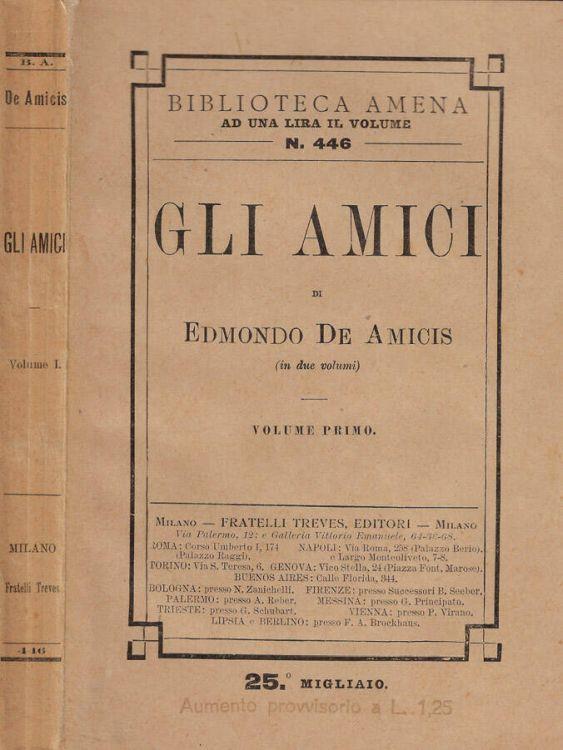 B. A.
De Amicis
GLI AMICI
Volume I.
MILANO
Fratelli Treves
446
BIBLIOTECA AMENA
AD UNA LIRA IL VOLUME
N. 446
GLI AMICI
DI
EDMONDO DE AMICIS
(in due volumi)
VOLUME PRIMO.
MILANO — FRATELLI TREVES, EDITORI — MILANO
Via Palermo, 12; e Galleria Vittorio Emanuele, 64-66-68.
ROMA: Corso Umberto I, 174 NAPOLI: Via Roma, 258 (Palazzo Berio).
(Palazzo Raggi). e Largo Monteoliveto, 7-8.
TORINO: Via S. Teresa, 6. GENOVA: Vico Stella, 24 (Piazza Font. Marose).
BUENOS AIRES: Calle Florida, 344.
BOLOGNA: presso N. Zanichelli. FIRENZE: presso Successori B. Seeber.
PALERMO: presso A. Reber. MESSINA: presso G. Principato.
TRIESTE: presso G. Schubart. VIENNA: presso P. Virano.
LIPSIA e BERLINO: presso F. A. Brockhaus.
25.° MIGLIAIO.
Aumento provvisorio a L. 1,25